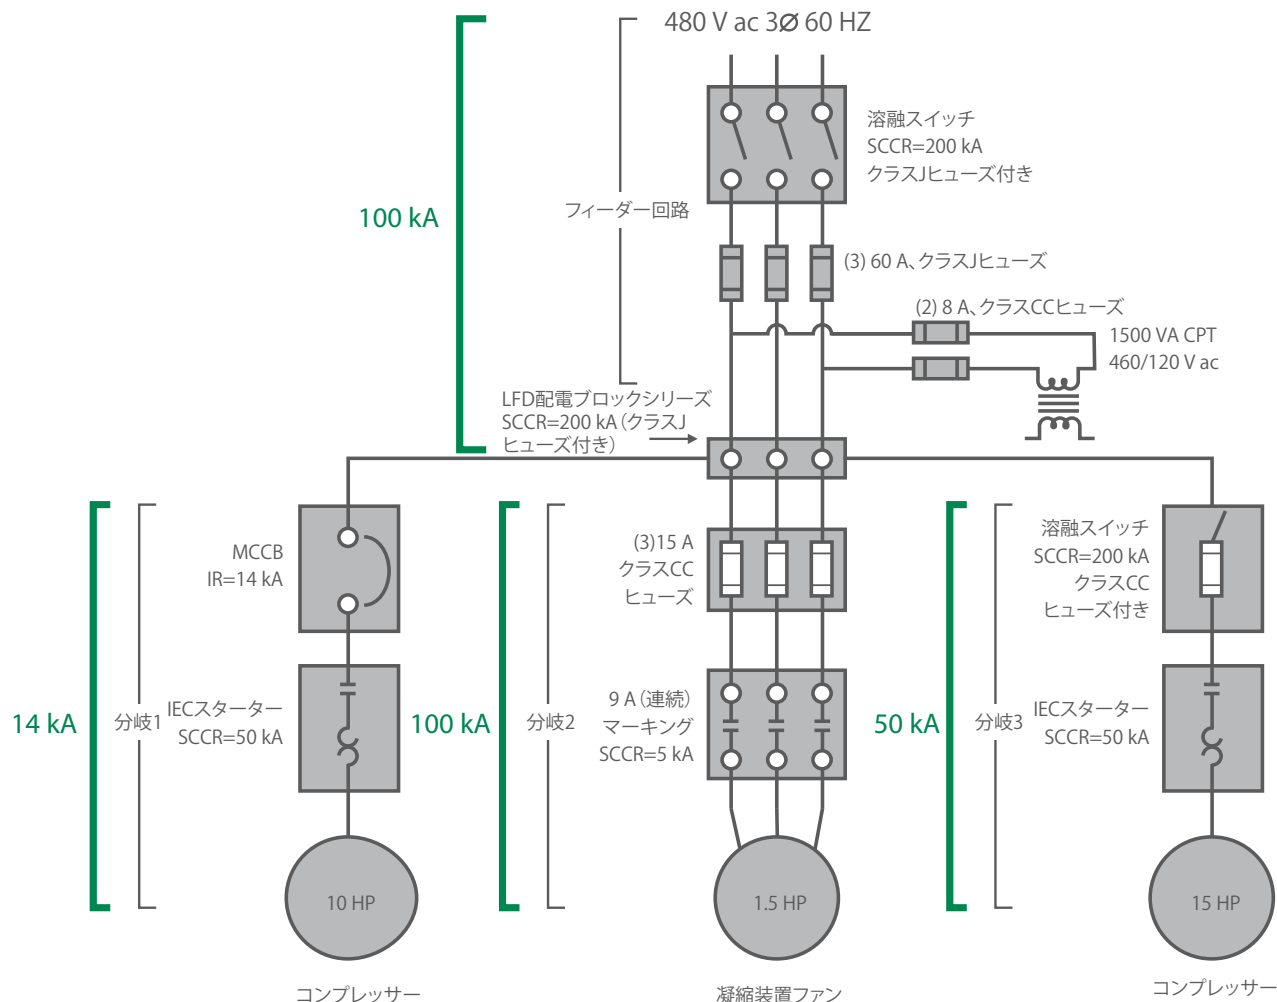 480 V ac 3Ø 60 HZ
溶融スイッチ
SCCR=200 kA
クラスJヒューズ付き
100 kA
フィーダー回路
(3) 60 A、クラスJヒューズ
(2) 8 A、クラスCCヒューズ
1500 VA CPT
460/120 V ac
LFD配電ブロックシリーズ
SCCR=200 kA（クラスJ
ヒューズ付き）
MCCB
IR=14 kA
(3)15 A
クラスCC
ヒューズ
溶融スイッチ
SCCR=200 kA
クラスCC
ヒューズ付き
14 kA
分岐1
IECスターター
SCCR=50 kA
100 kA
分岐2
9 A（連続）
マーキング
SCCR=5 kA
50 kA
分岐3
IECスターター
SCCR=50 kA
10 HP
1.5 HP
15 HP
コンプレッサー
凝縮装置ファン
コンプレッサー